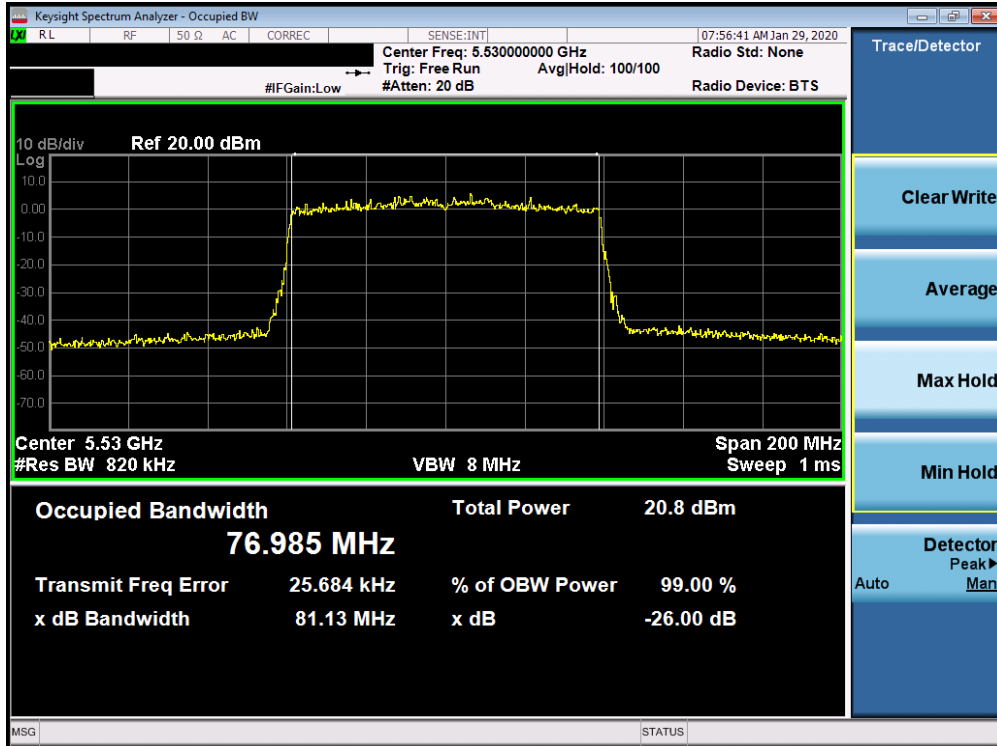 Keysight Spectrum Analyzer - Occupied BW
LXI RL RF 50 Ω AC CORREC SENSE:INT 07:56:41 AM Jan 29, 2020
Center Freq: 5.530000000 GHz Radio Std: None
Trig: Free Run Avg|Hold: 100/100
#IFGain:Low #Atten: 20 dB Radio Device: BTS
Trace/Detector
10 dB/div Ref 20.00 dBm
Log
10.0
0.00
-10.0
-20.0
-30.0
-40.0
-50.0
-60.0
-70.0
Center 5.53 GHz Span 200 MHz
#Res BW 820 kHz VBW 8 MHz Sweep 1 ms
Occupied Bandwidth Total Power 20.8 dBm
76.985 MHz
Transmit Freq Error 25.684 kHz % of OBW Power 99.00 %
x dB Bandwidth 81.13 MHz x dB -26.00 dB
Clear Write
Average
Max Hold
Min Hold
Detector
Peak▶
Auto Man
MSG STATUS